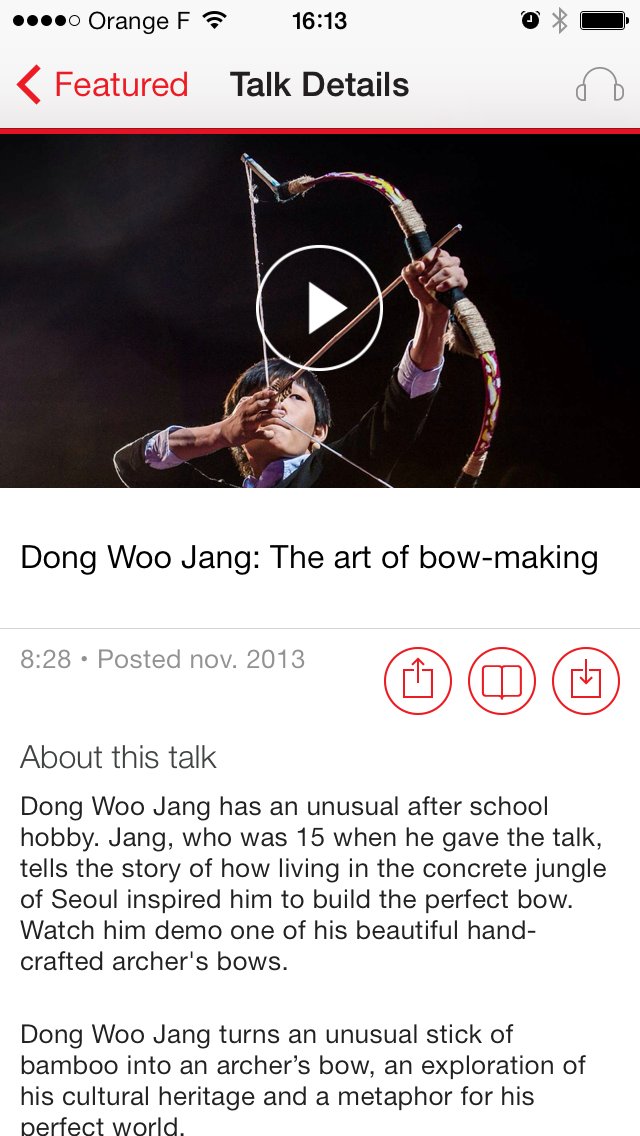 Orange F 16:13
Featured Talk Details
Dong Woo Jang: The art of bow-making
8:28 • Posted nov. 2013
About this talk
Dong Woo Jang has an unusual after school
hobby. Jang, who was 15 when he gave the talk,
tells the story of how living in the concrete jungle
of Seoul inspired him to build the perfect bow.
Watch him demo one of his beautiful hand-
crafted archer's bows.
Dong Woo Jang turns an unusual stick of
bamboo into an archer’s bow, an exploration of
his cultural heritage and a metaphor for his
perfect world.